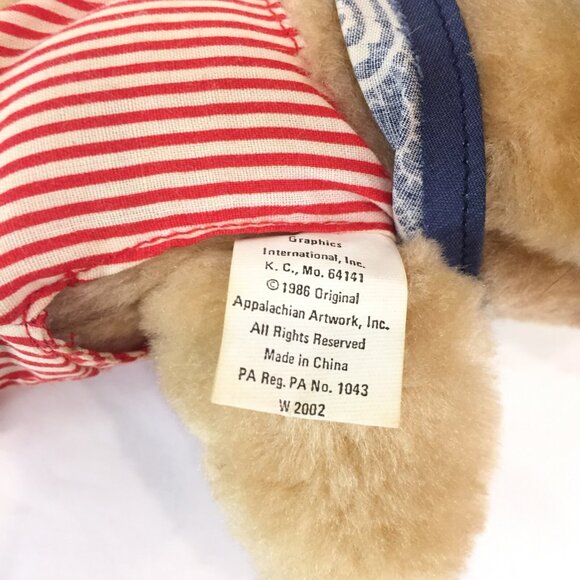 Graphics
International, Inc.
K. C., Mo. 64141
© 1986 Original
Appalachian Artwork, Inc.
All Rights Reserved
Made in China
PA Reg. PA No. 1043
W 2002